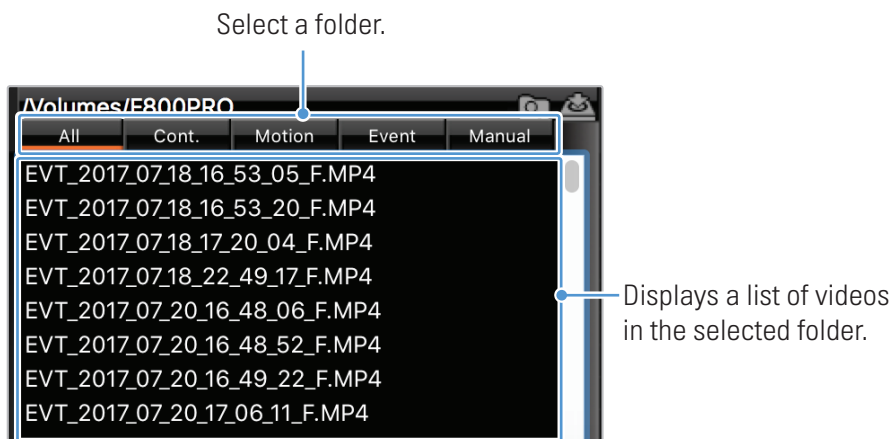 Select a folder.
/Volumes/F800PRO
All Cont. Motion Event Manual
EVT_2017_07_18_16_53_05_F.MP4
EVT_2017_07_18_16_53_20_F.MP4
EVT_2017_07_18_17_20_04_F.MP4
EVT_2017_07_18_22_49_17_F.MP4
EVT_2017_07_20_16_48_06_F.MP4
EVT_2017_07_20_16_48_52_F.MP4
EVT_2017_07_20_16_49_22_F.MP4
EVT_2017_07_20_17_06_11_F.MP4
Displays a list of videos
in the selected folder.